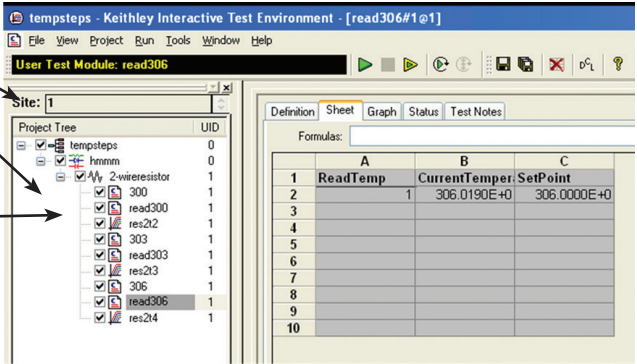 tempsteps - Keithley Interactive Test Environment - [read306#1@1]
File View Project Run Tools Window Help
User Test Module: read306
Site: 1
Project Tree UID
tempsteps 0
hmmm 0
2-wireresistor 1
300 1
read300 1
res2t2 1
303 1
read303 1
res2t3 1
306 1
read306 1
res2t4 1
Definition Sheet Graph Status Test Notes
Formulas:
A B C
1 ReadTemp CurrentTemper SetPoint
2 1 306.0190E+0 306.0000E+0
3
4
5
6
7
8
9
10